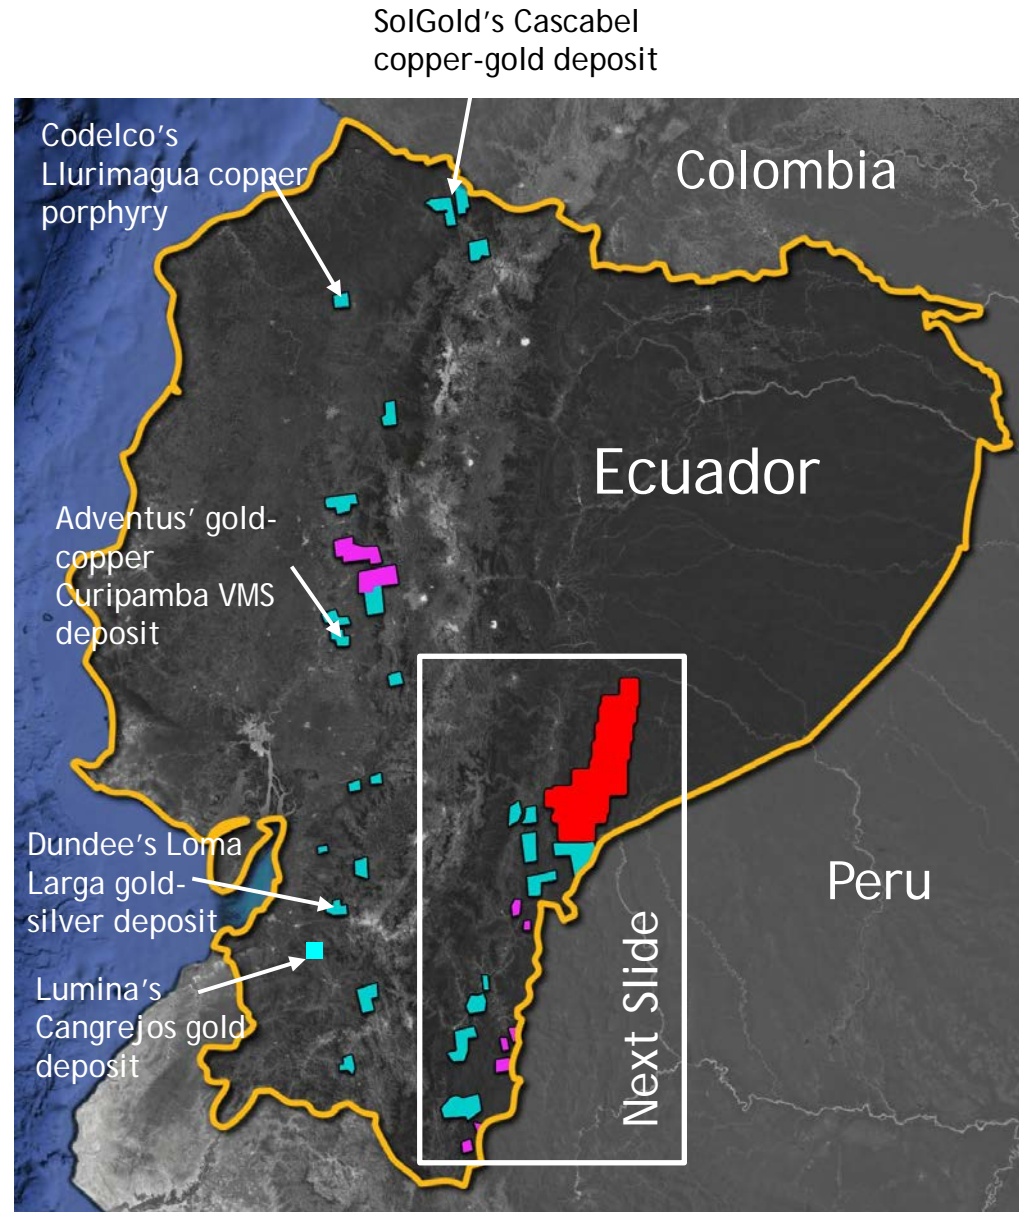 SolGold's Cascabel
copper-gold deposit
Codelco's
Llurimagua copper
porphyry
Colombia
Ecuador
Adventus' gold-
copper
Curipamba VMS
deposit
Dundee's Loma
Larga gold-
silver deposit
Peru
Lumina's
Cangrejos gold
deposit
Next Slide